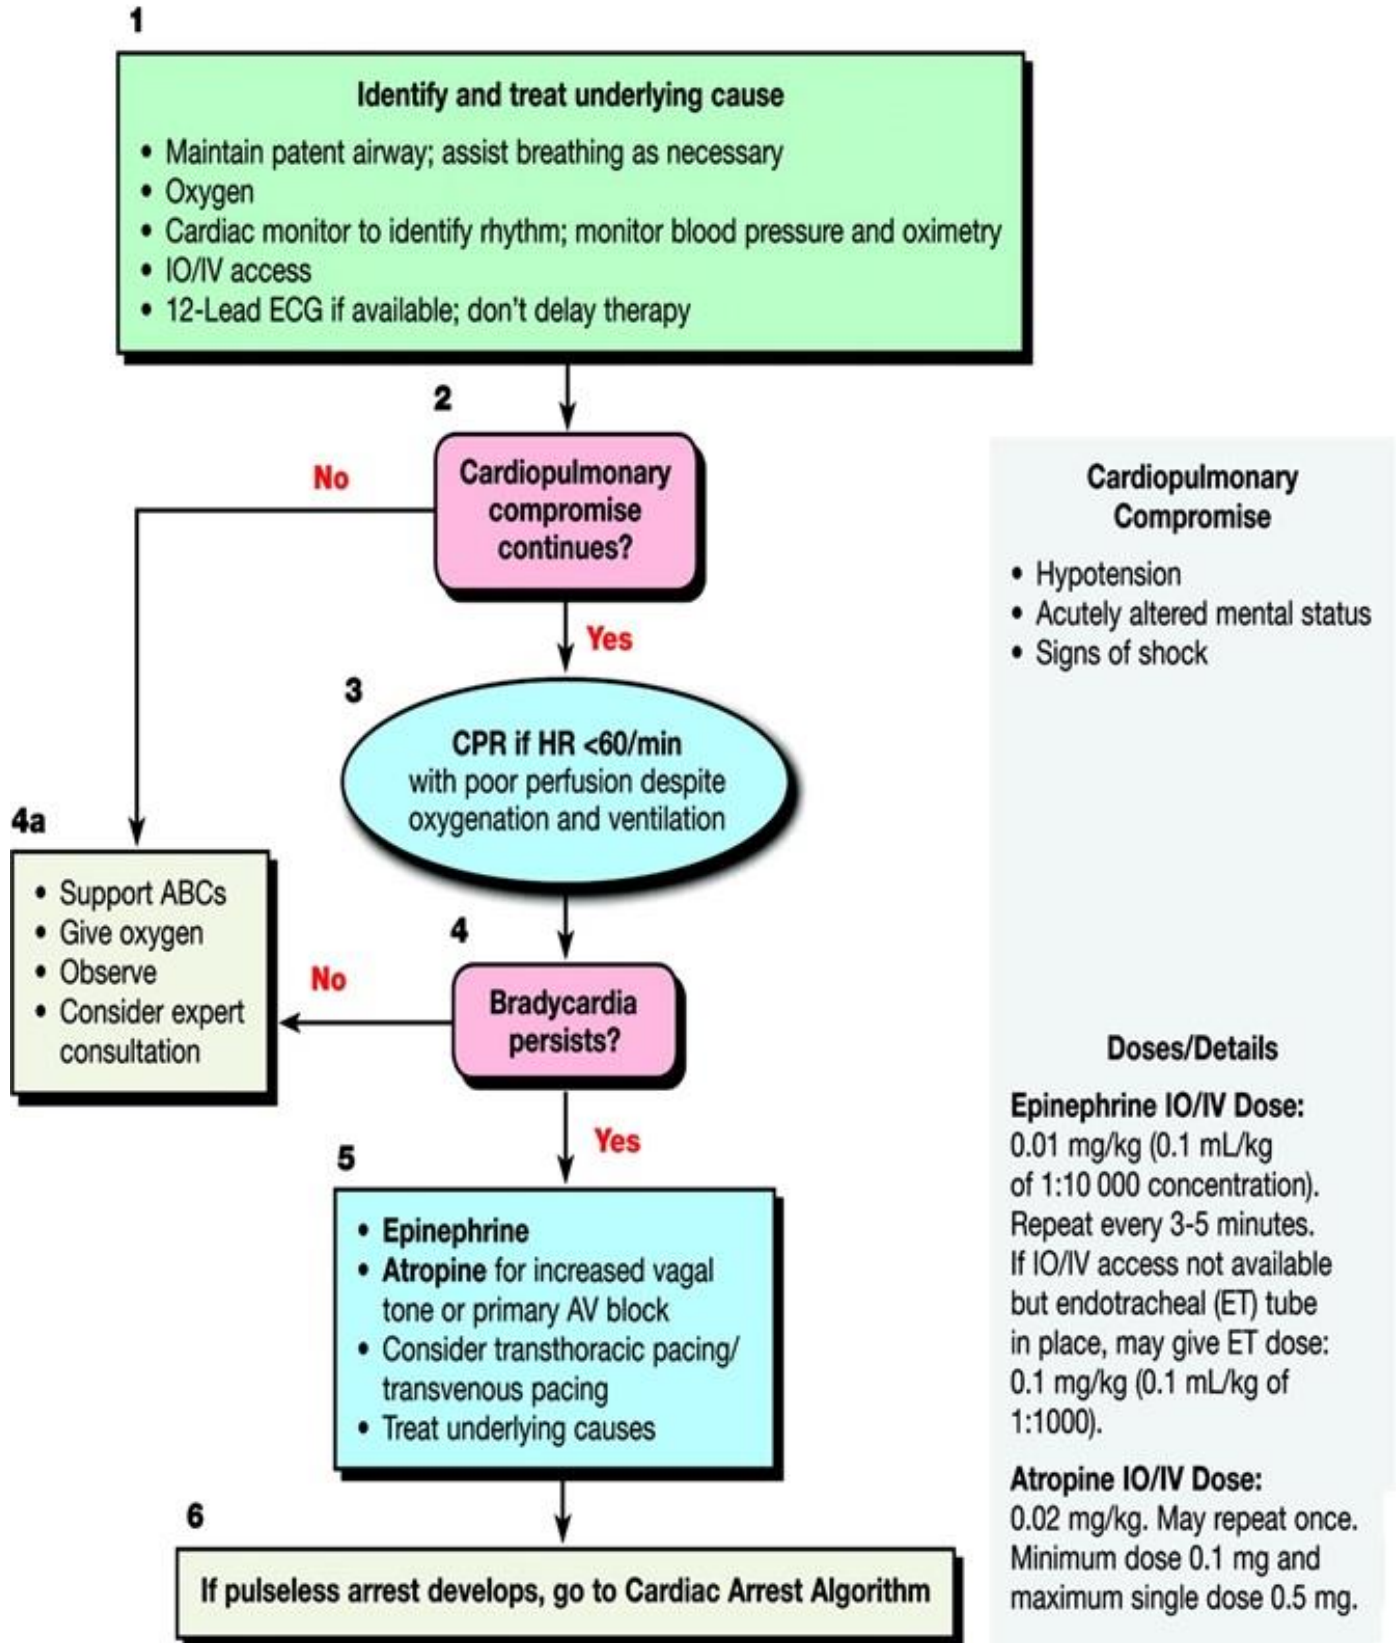 1
Identify and treat underlying cause
• Maintain patent airway; assist breathing as necessary
• Oxygen
• Cardiac monitor to identify rhythm; monitor blood pressure and oximetry
• IO/IV access
• 12-Lead ECG if available; don't delay therapy
2
Cardiopulmonary
compromise
continues?
No
Yes
3
CPR if HR <60/min
with poor perfusion despite
oxygenation and ventilation
4a
• Support ABCs
• Give oxygen
• Observe
• Consider expert
consultation
4
Bradycardia
persists?
No
Yes
5
• Epinephrine
• Atropine for increased vagal
tone or primary AV block
• Consider transthoracic pacing/
transvenous pacing
• Treat underlying causes
6
If pulseless arrest develops, go to Cardiac Arrest Algorithm
Cardiopulmonary
Compromise
• Hypotension
• Acutely altered mental status
• Signs of shock
Doses/Details
Epinephrine IO/IV Dose:
0.01 mg/kg (0.1 mL/kg
of 1:10 000 concentration).
Repeat every 3-5 minutes.
If IO/IV access not available
but endotracheal (ET) tube
in place, may give ET dose:
0.1 mg/kg (0.1 mL/kg of
1:1000).
Atropine IO/IV Dose:
0.02 mg/kg. May repeat once.
Minimum dose 0.1 mg and
maximum single dose 0.5 mg.